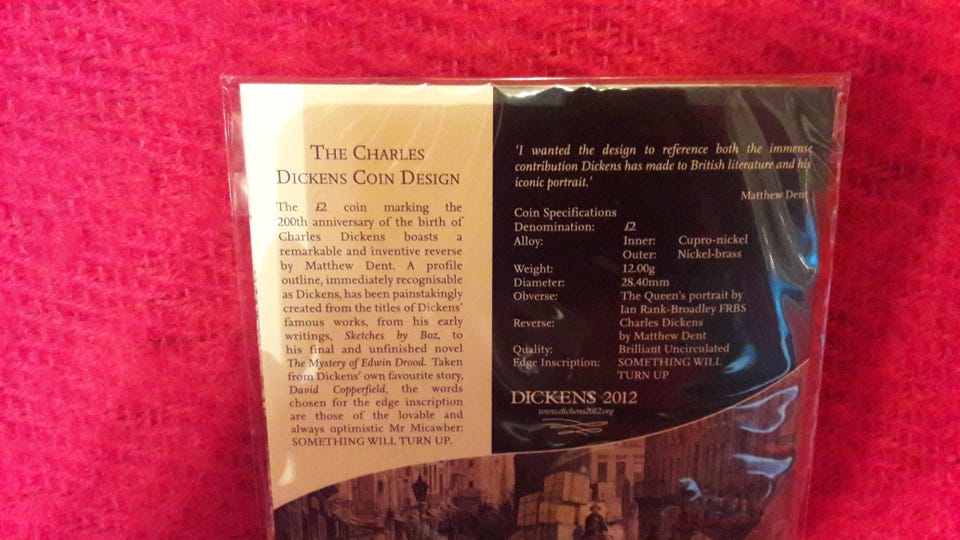 THE CHARLES
DICKENS COIN DESIGN
The £2 coin marking the
200th anniversary of the birth of
Charles Dickens boasts a
remarkable and inventive reverse
by Matthew Dent. A profile
outline, immediately recognisable
as Dickens, has been painstakingly
created from the titles of Dickens'
famous works, from his early
writings, Sketches by Boz, to
his final and unfinished novel
The Mystery of Edwin Drood. Taken
from Dickens' own favourite story,
David Copperfield, the words
chosen for the edge inscription
are those of the lovable and
always optimistic Mr Micawber:
SOMETHING WILL TURN UP.
'I wanted the design to reference both the immense
contribution Dickens has made to British literature and his
iconic portrait.'
Matthew Dent
Coin Specifications
Denomination: £2
Alloy: Inner: Cupro-nickel
Outer: Nickel-brass
Weight: 12.00g
Diameter: 28.40mm
Obverse: The Queen's portrait by
Ian Rank-Broadley FRBS
Reverse: Charles Dickens
by Matthew Dent
Quality: Brilliant Uncirculated
Edge Inscription: SOMETHING WILL
TURN UP
DICKENS 2012
www.dickens2012.org